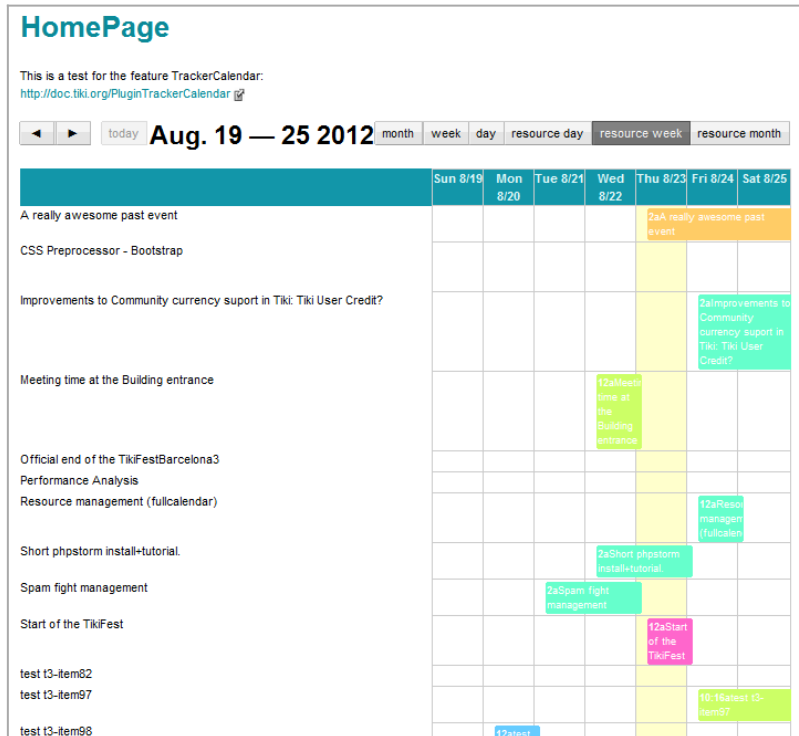 HomePage
This is a test for the feature TrackerCalendar:
http://doc.tiki.org/PluginTrackerCalendar
◄ ► today Aug. 19 — 25 2012 month week day resource day resource week resource month
Sun 8/19 Mon 8/20 Tue 8/21 Wed 8/22 Thu 8/23 Fri 8/24 Sat 8/25
A really awesome past event
2aA really awesome past
event
CSS Preprocessor - Bootstrap
Improvements to Community currency suport in Tiki: Tiki User Credit?
2aImprovements to
Community
currency suport in
Tiki: Tiki User
Credit?
Meeting time at the Building entrance
12aMeetin
time at
the
Building
entrance
Official end of the TikiFestBarcelona3
Performance Analysis
Resource management (fullcalendar)
12aResou
managem
(fullcalen
Short phpstorm install+tutorial.
2aShort phpstorm
install+tutorial.
Spam fight management
2aSpam fight
management
Start of the TikiFest
12aStart
of the
TikiFest
test t3-item82
test t3-item97
10:16atest t3-
item97
test t3-item98
12atest